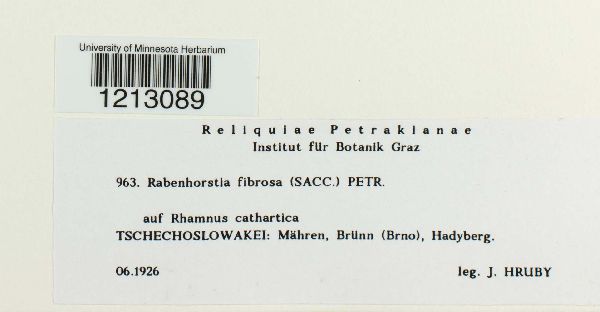 University of Minnesota Herbarium
1213089
Reliquiae Petrakianae
Institut für Botanik Graz
963. Rabenhorstia fibrosa (SACC.) PETR.
auf Rhamnus cathartica
TSCHECHOSLOWAKEI: Mähren, Brünn (Brno), Hadyberg.
06.1926
leg. J. HRUBY